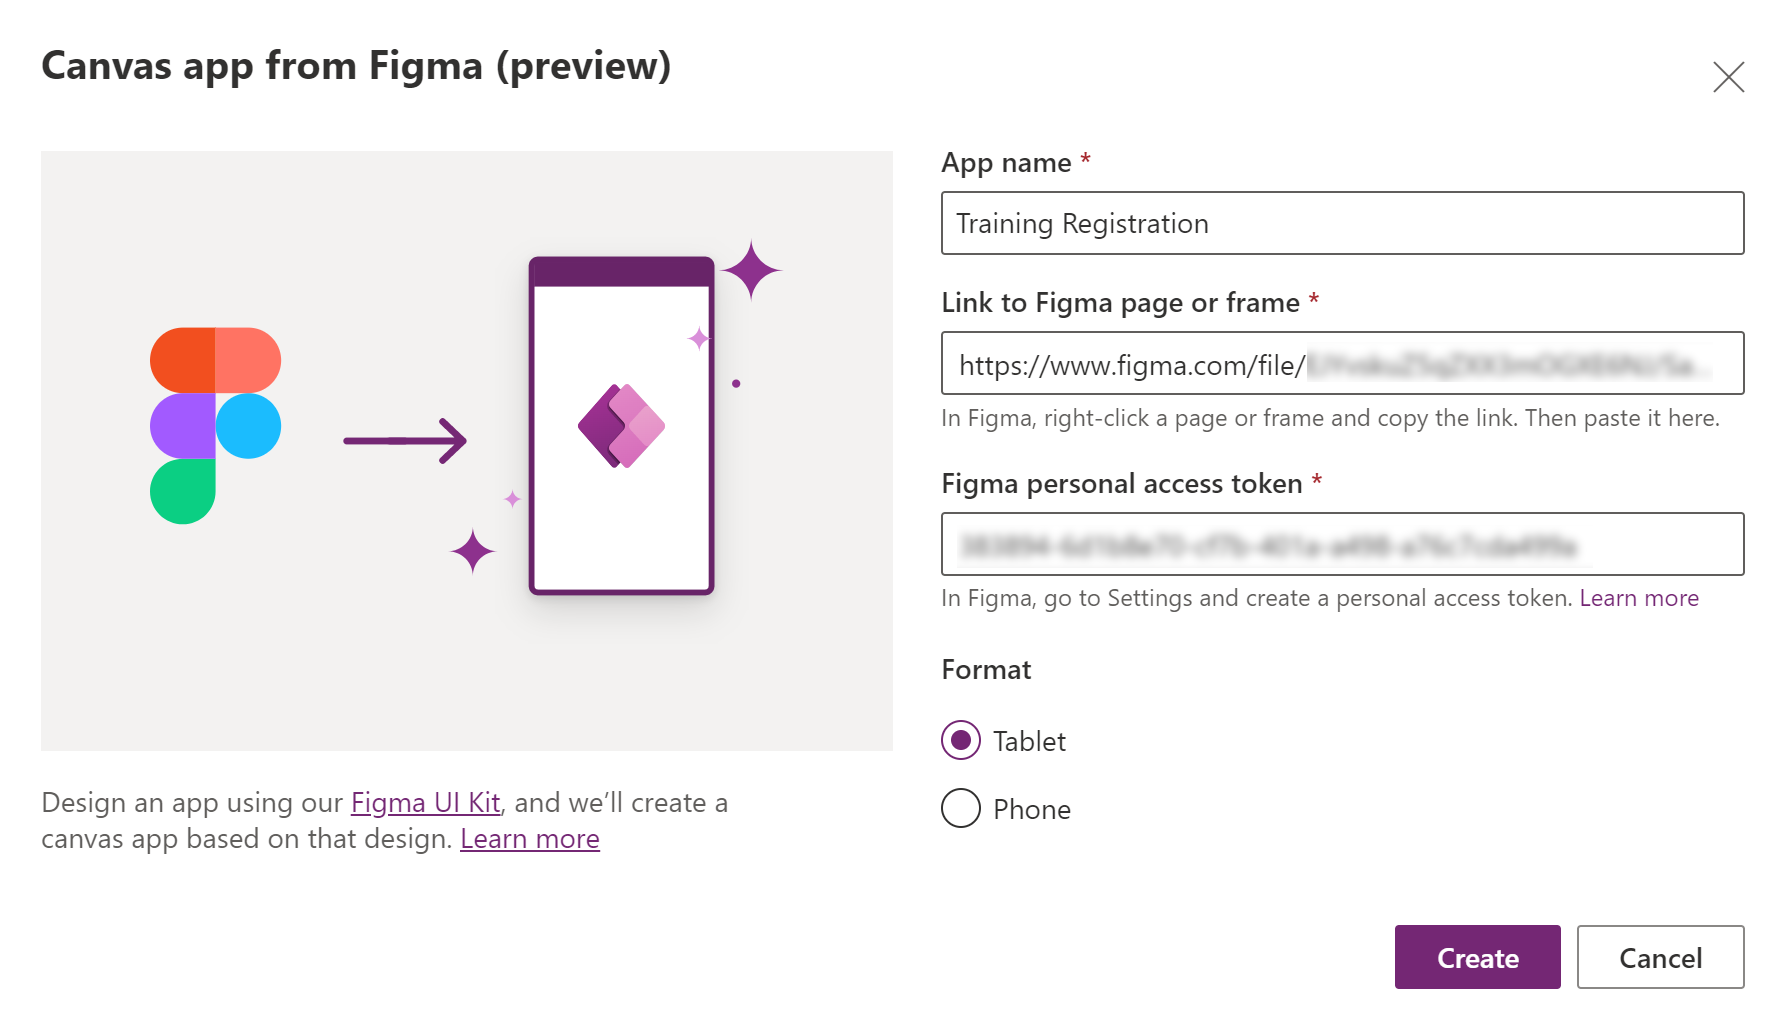 Canvas app from Figma (preview)
App name *
Training Registration
Link to Figma page or frame *
https://www.figma.com/file/
In Figma, right-click a page or frame and copy the link. Then paste it here.
Figma personal access token *
In Figma, go to Settings and create a personal access token. Learn more
Format
Tablet
Phone
Design an app using our Figma UI Kit, and we’ll create a
canvas app based on that design. Learn more
Create
Cancel